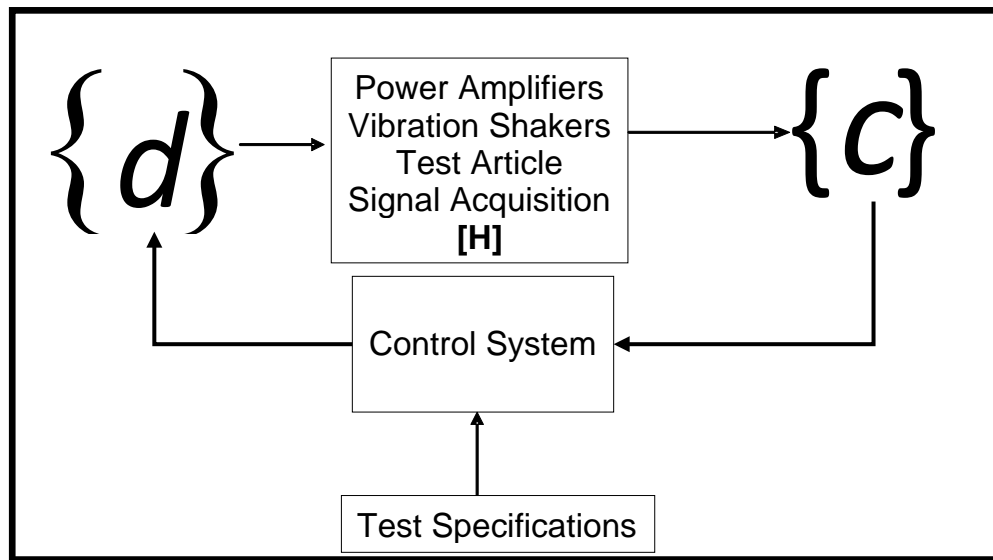 {d}
Power Amplifiers
Vibration Shakers
Test Article
Signal Acquisition
[H]
{c}
Control System
Test Specifications